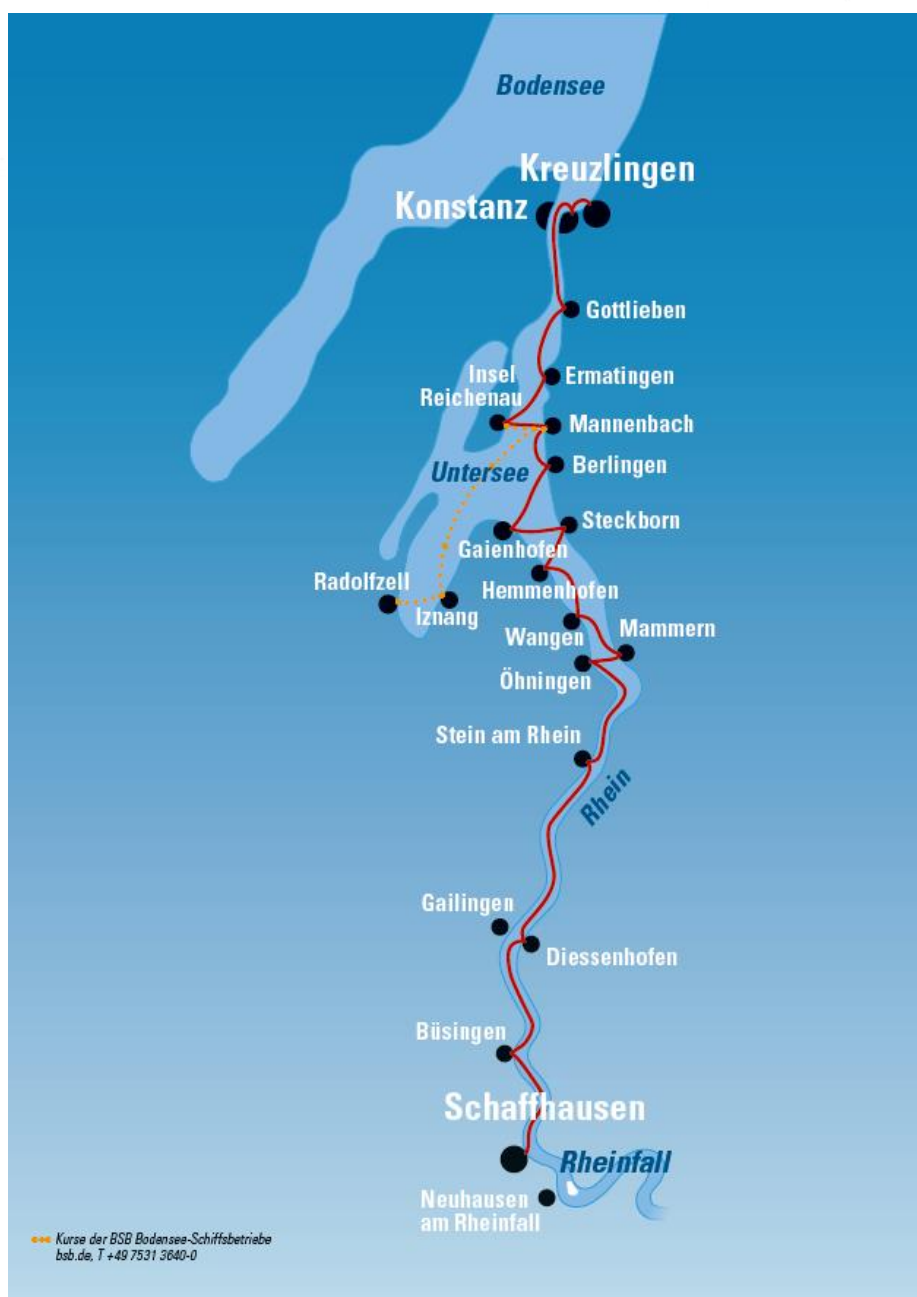 Bodensee
Kreuzlingen
Konstanz
Gottlieben
Insel
Reichenau
Ermatingen
Mannenbach
Berlingen
Untersee
Steckborn
Gaienhofen
Radolfzell
Hemmenhofen
Iznang
Wangen
Mammern
Öhningen
Stein am Rhein
Rhein
Gailingen
Diessenhofen
Büsingen
Schaffhausen
Rheinfall
Neuhausen
am Rheinfall
Kurse der BSB Bodensee-Schiffsbetriebe
bsb.de, T +49 7531 3640-0